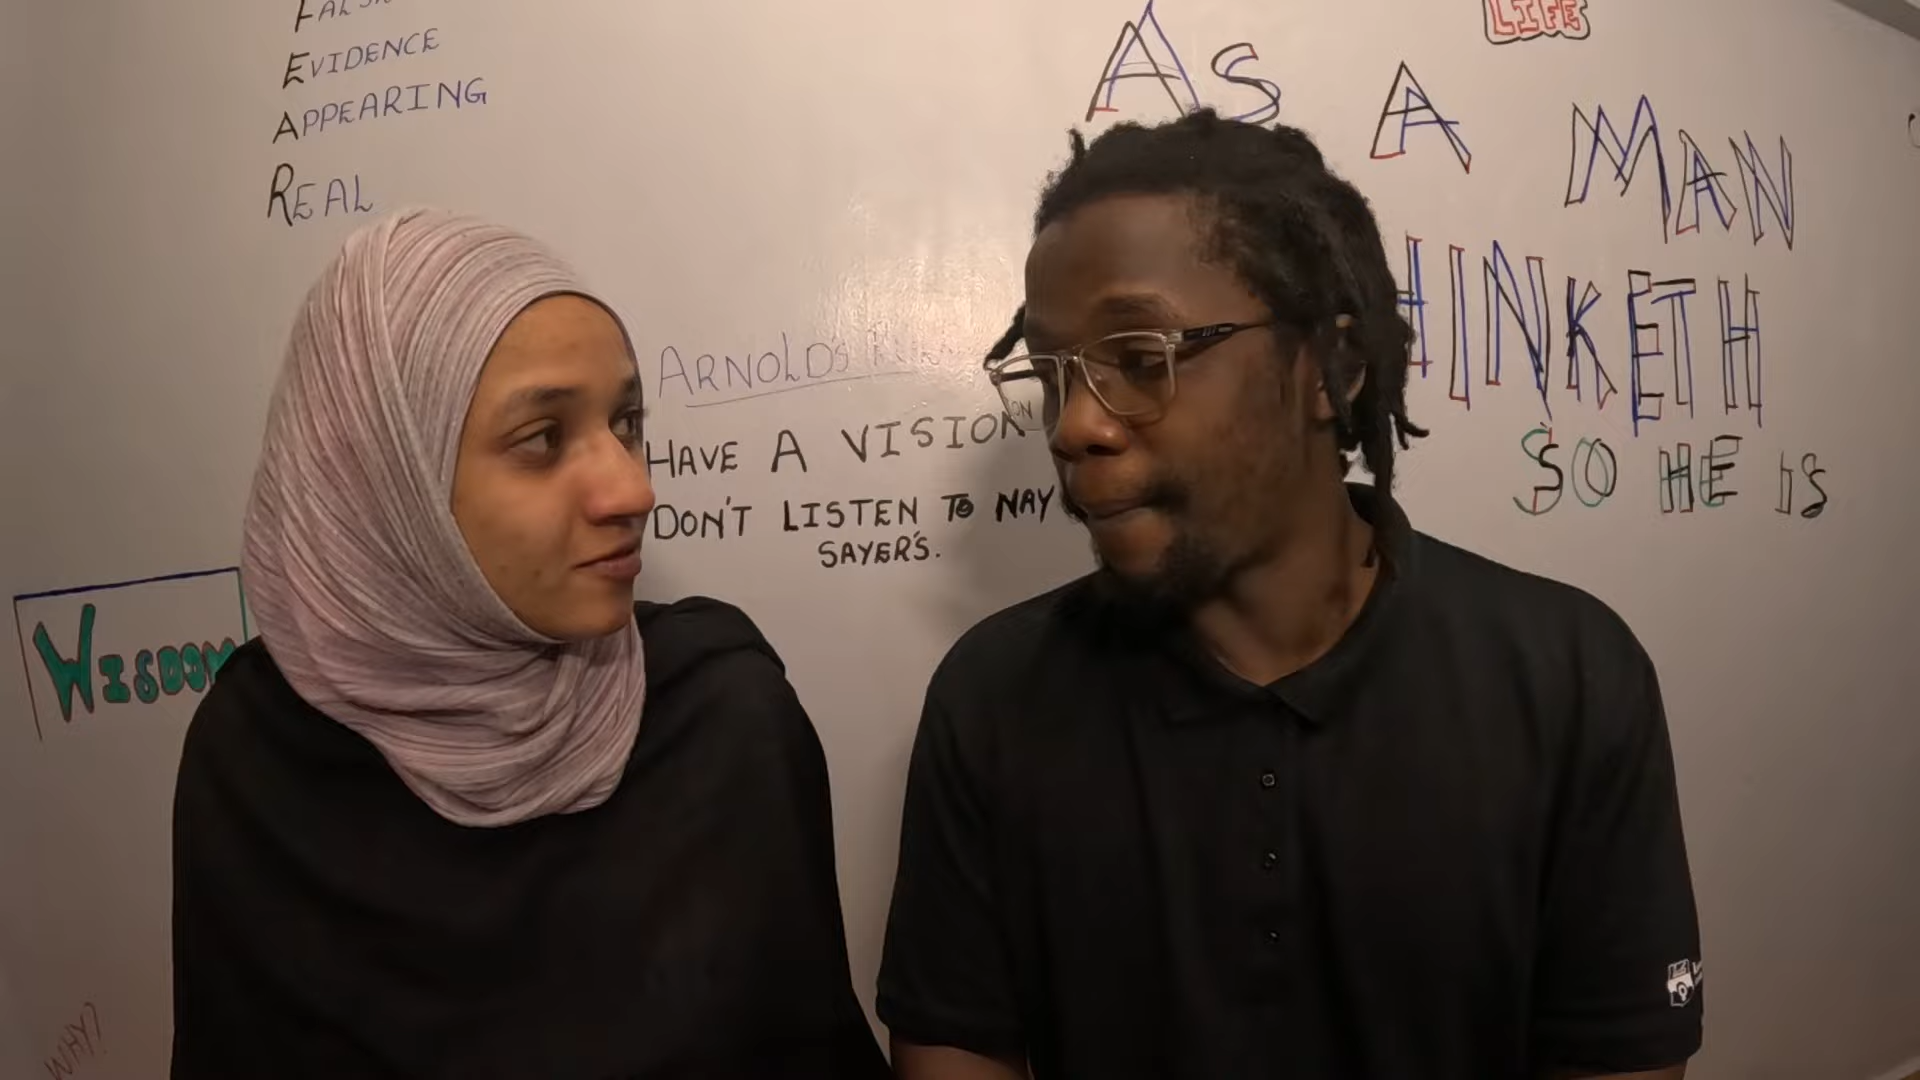 EVIDENCE
APPEARING
REAL
LIFE
AS A MAN
HINKETH
SO HE IS
ARNOLD'S
HAVE A VISION
DON'T LISTEN TO NAY
SAYER'S.
WISDOM
WHY?